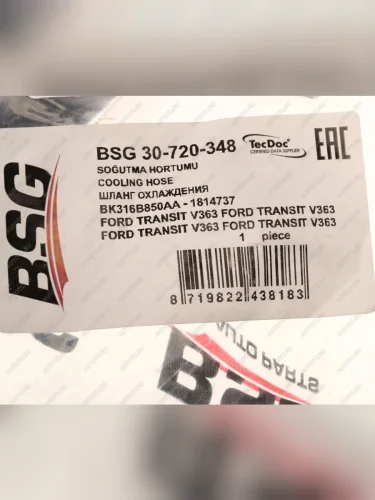 BSG
BSG 30-720-348
TecDoc
CERTIFIED DATA SUPPLIER
EAC
SOĞUTMA HORTUMU
COOLING HOSE
ШЛАНГ ОХЛАЖДЕНИЯ
BK316B850AA - 1814737
FORD TRANSIT V363 FORD TRANSIT V363
FORD TRANSIT V363 FORD TRANSIT V363
1 piece
8 719822 438183
BSG
AUTO PARTS